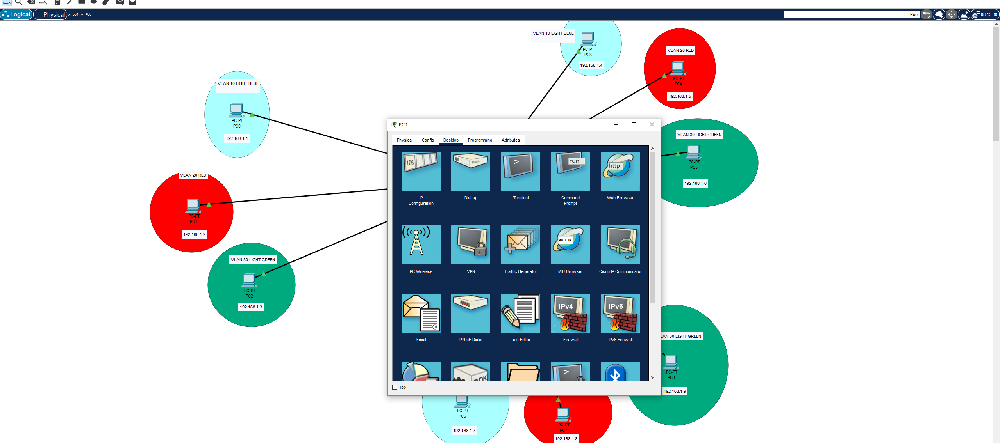 Logical
Physical
x: 551, y: 468
Root
08:13:30
VLAN 10 LIGHT BLUE
PC-PT
PC3
192.168.1.4
VLAN 20 RED
PC-PT
PC4
192.168.1.5
VLAN 10 LIGHT BLUE
PC-PT
PC0
192.168.1.1
VLAN 30 LIGHT GREEN
PC-PT
PC5
192.168.1.6
VLAN 20 RED
PC-PT
PC1
192.168.1.2
VLAN 30 LIGHT GREEN
PC-PT
PC2
192.168.1.3
PC0
Physical
Config
Desktop
Programming
Attributes
106
>
run
http:
IP
Configuration
Dial-up
Terminal
Command
Prompt
Web Browser
MIB
PC Wireless
VPN
Traffic Generator
MIB Browser
Cisco IP Communicator
@
IPv4
IPv6
Email
PPPoE Dialer
Text Editor
Firewall
IPv6 Firewall
>
Top
LAN 30 LIGHT GREEN
PC-PT
PC8
192.168.1.9
PC-PT
PC6
192.168.1.7
PC-PT
PC7
192.168.1.8